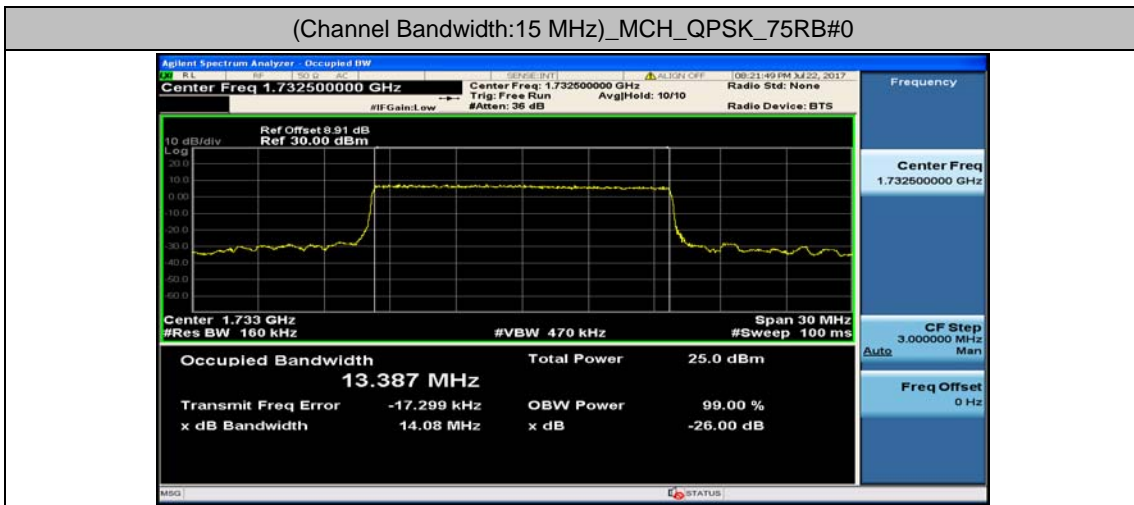 (Channel Bandwidth:15 MHz)_MCH_QPSK_75RB#0
Agilent Spectrum Analyzer - Occupied BW
LXI RL RF 50 Ω AC SENSE:INT ALIGN OFF 08:21:49 PM Jul 22, 2017
Center Freq 1.732500000 GHz
Center Freq: 1.732500000 GHz Radio Std: None
Trig: Free Run Avg|Hold: 10/10
#IFGain:Low #Atten: 36 dB Radio Device: BTS
Frequency
Ref Offset 8.91 dB
10 dB/div Ref 30.00 dBm
Log
20.0
10.0
0.00
-10.0
-20.0
-30.0
-40.0
-50.0
-60.0
Center 1.733 GHz Span 30 MHz
#Res BW 160 kHz #VBW 470 kHz #Sweep 100 ms
Center Freq
1.732500000 GHz
CF Step
3.000000 MHz
Auto Man
Freq Offset
0 Hz
Occupied Bandwidth Total Power 25.0 dBm
13.387 MHz
Transmit Freq Error -17.299 kHz OBW Power 99.00 %
x dB Bandwidth 14.08 MHz x dB -26.00 dB
MSG STATUS